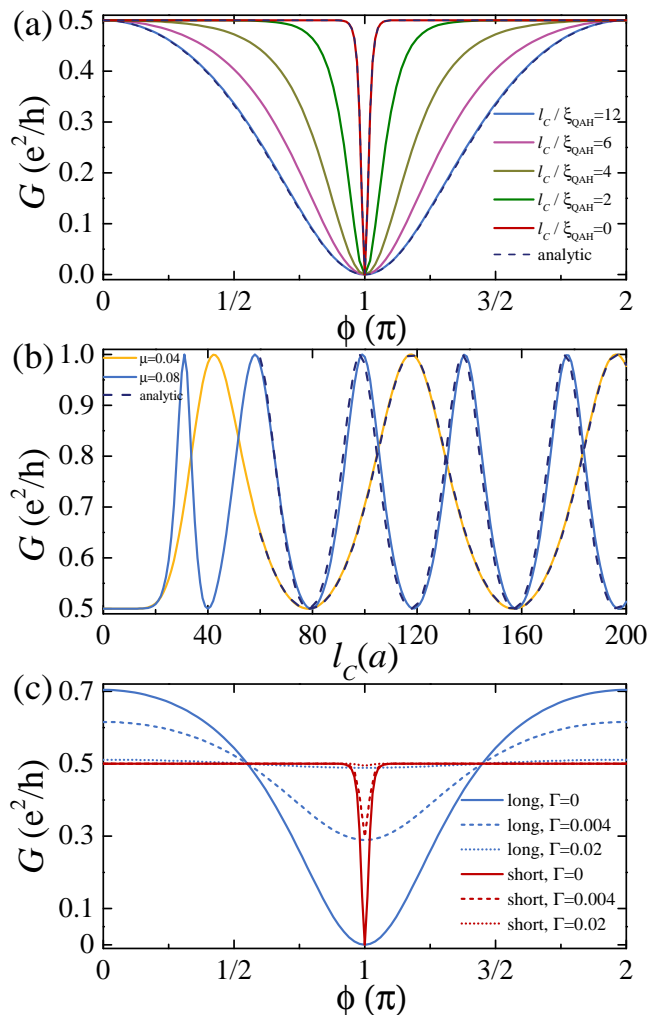 (a)
G (e²/h)
0.5
0.4
0.3
0.2
0.1
0.0
l_C / ξ_QAH=12
l_C / ξ_QAH=6
l_C / ξ_QAH=4
l_C / ξ_QAH=2
l_C / ξ_QAH=0
analytic
0 1/2 1 3/2 2
ϕ (π)
(b)
G (e²/h)
1.0
0.9
0.8
0.7
0.6
0.5
μ=0.04
μ=0.08
analytic
0 40 80 120 160 200
l_C(a)
(c)
G (e²/h)
0.7
0.5
0.3
0.1
0
long, Γ=0
long, Γ=0.004
long, Γ=0.02
short, Γ=0
short, Γ=0.004
short, Γ=0.02
0 1/2 1 3/2 2
ϕ (π)